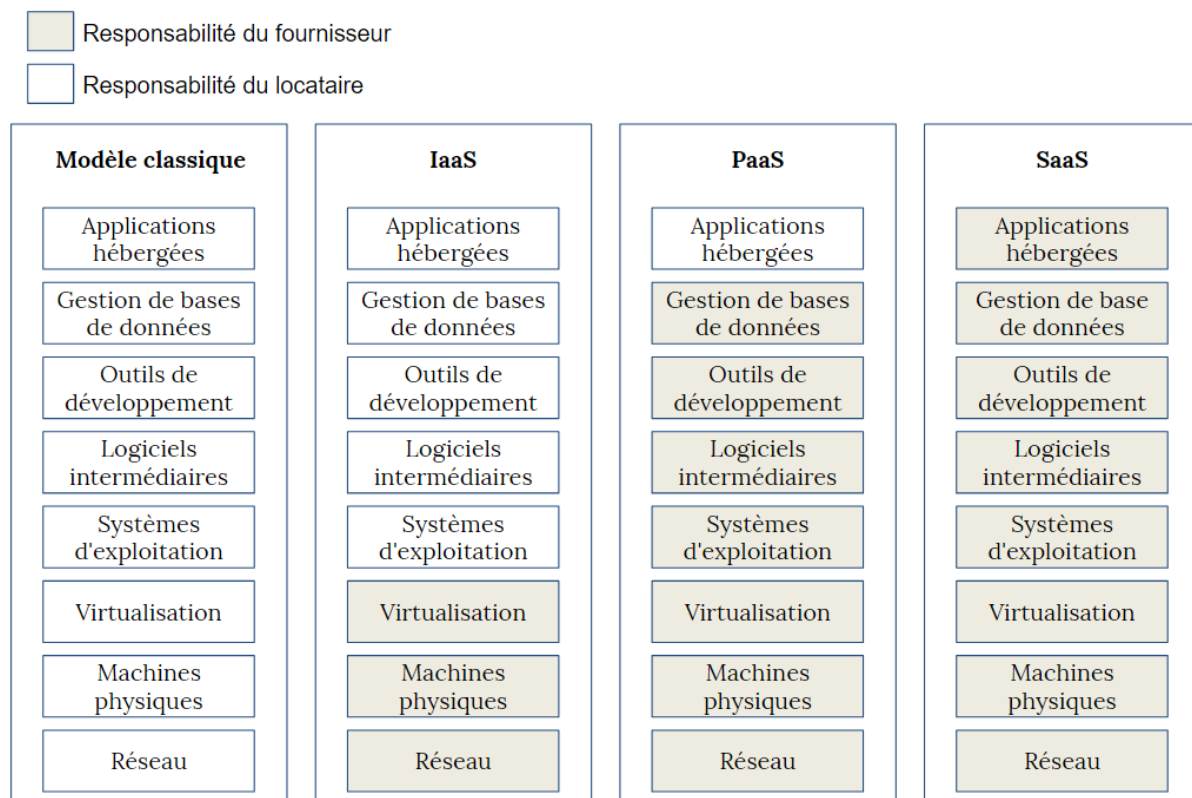 Responsabilité du fournisseur
Responsabilité du locataire
Modèle classique
Applications
hébergées
Gestion de bases
de données
Outils de
développement
Logiciels
intermédiaires
Systèmes
d'exploitation
Virtualisation
Machines
physiques
Réseau
IaaS
Applications
hébergées
Gestion de bases
de données
Outils de
développement
Logiciels
intermédiaires
Systèmes
d'exploitation
Virtualisation
Machines
physiques
Réseau
PaaS
Applications
hébergées
Gestion de bases
de données
Outils de
développement
Logiciels
intermédiaires
Systèmes
d'exploitation
Virtualisation
Machines
physiques
Réseau
SaaS
Applications
hébergées
Gestion de base
de données
Outils de
développement
Logiciels
intermédiaires
Systèmes
d'exploitation
Virtualisation
Machines
physiques
Réseau